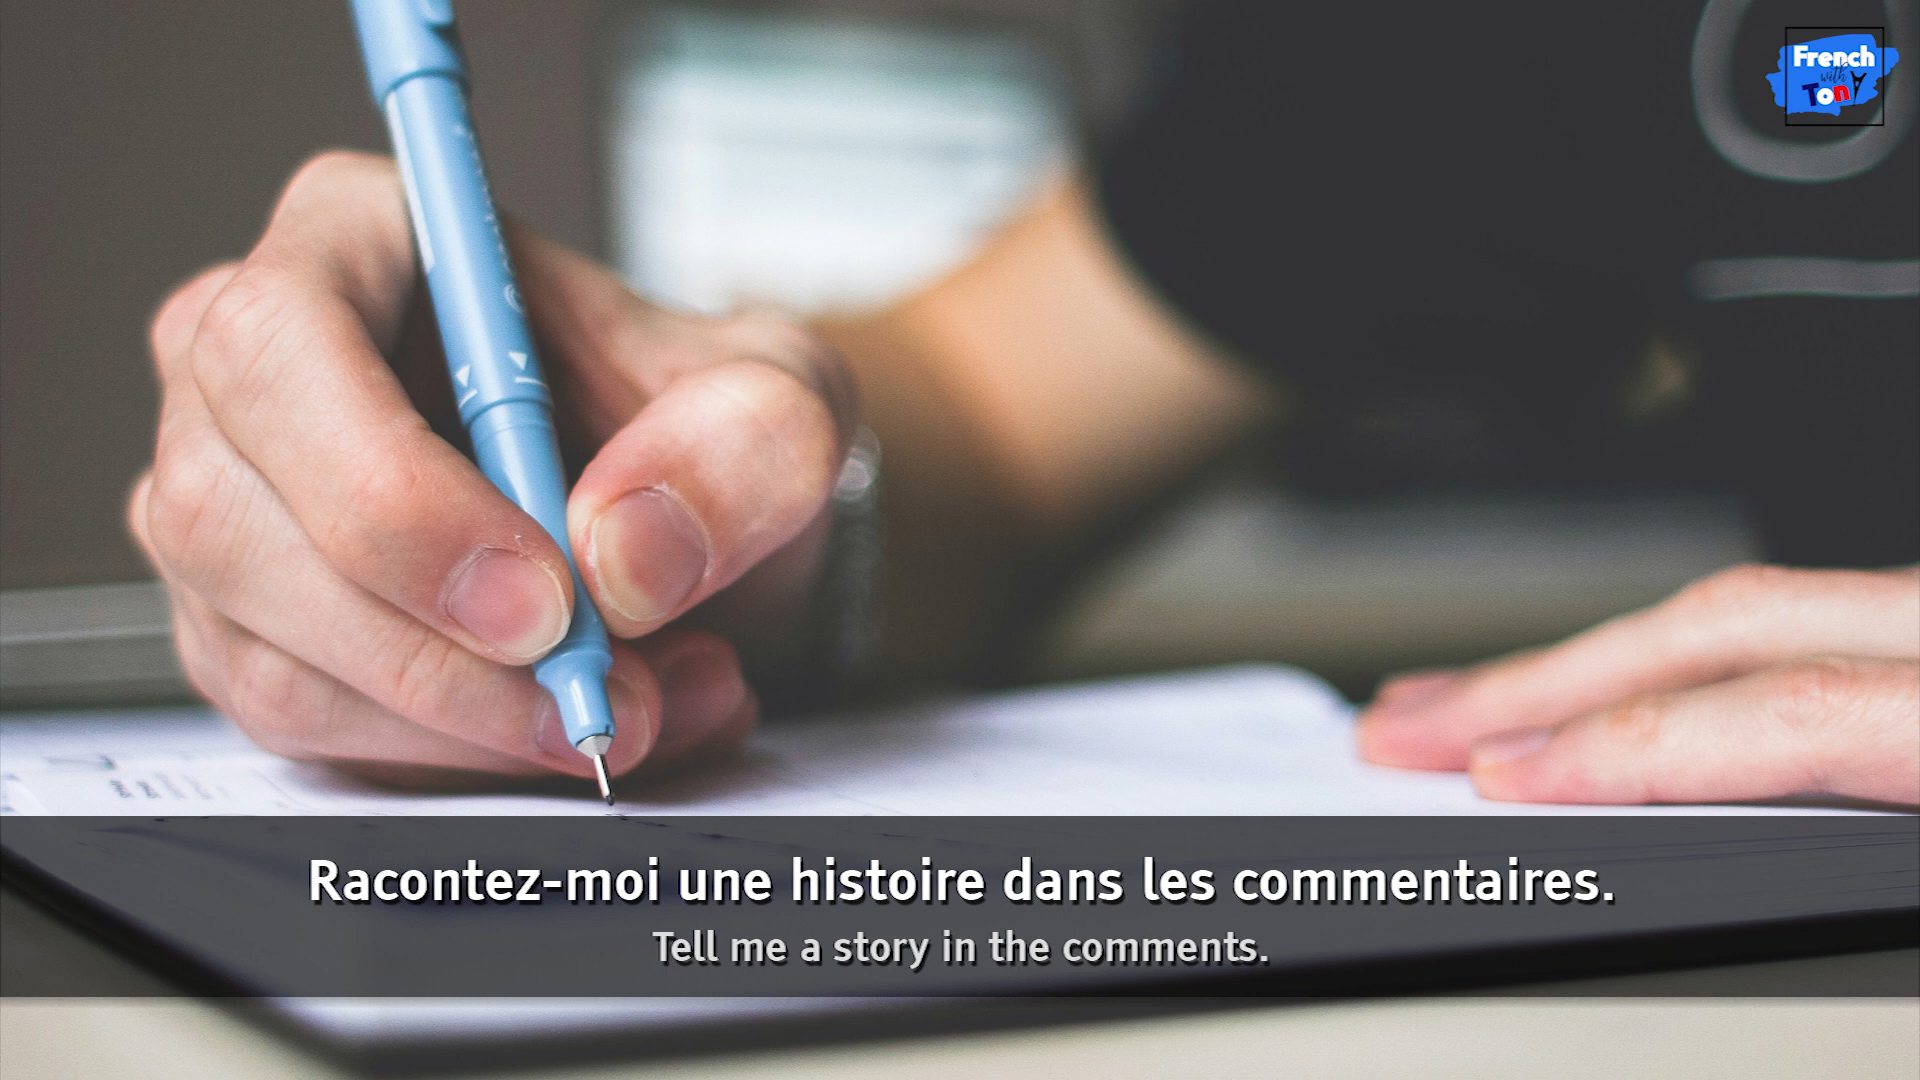 French
with
Tony
Racontez-moi une histoire dans les commentaires.
Tell me a story in the comments.